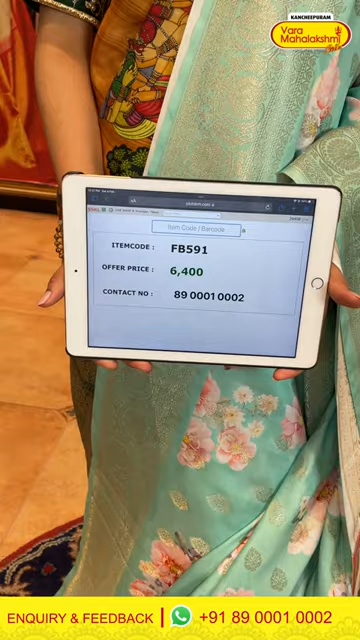 KANCHEEPURAM
Vara
Mahalakshmi
Item Code / Barcode
ITEMCODE : FB591
OFFER PRICE : 6,400
CONTACT NO : 89 0001 0002
ENQUIRY & FEEDBACK | +91 89 0001 0002